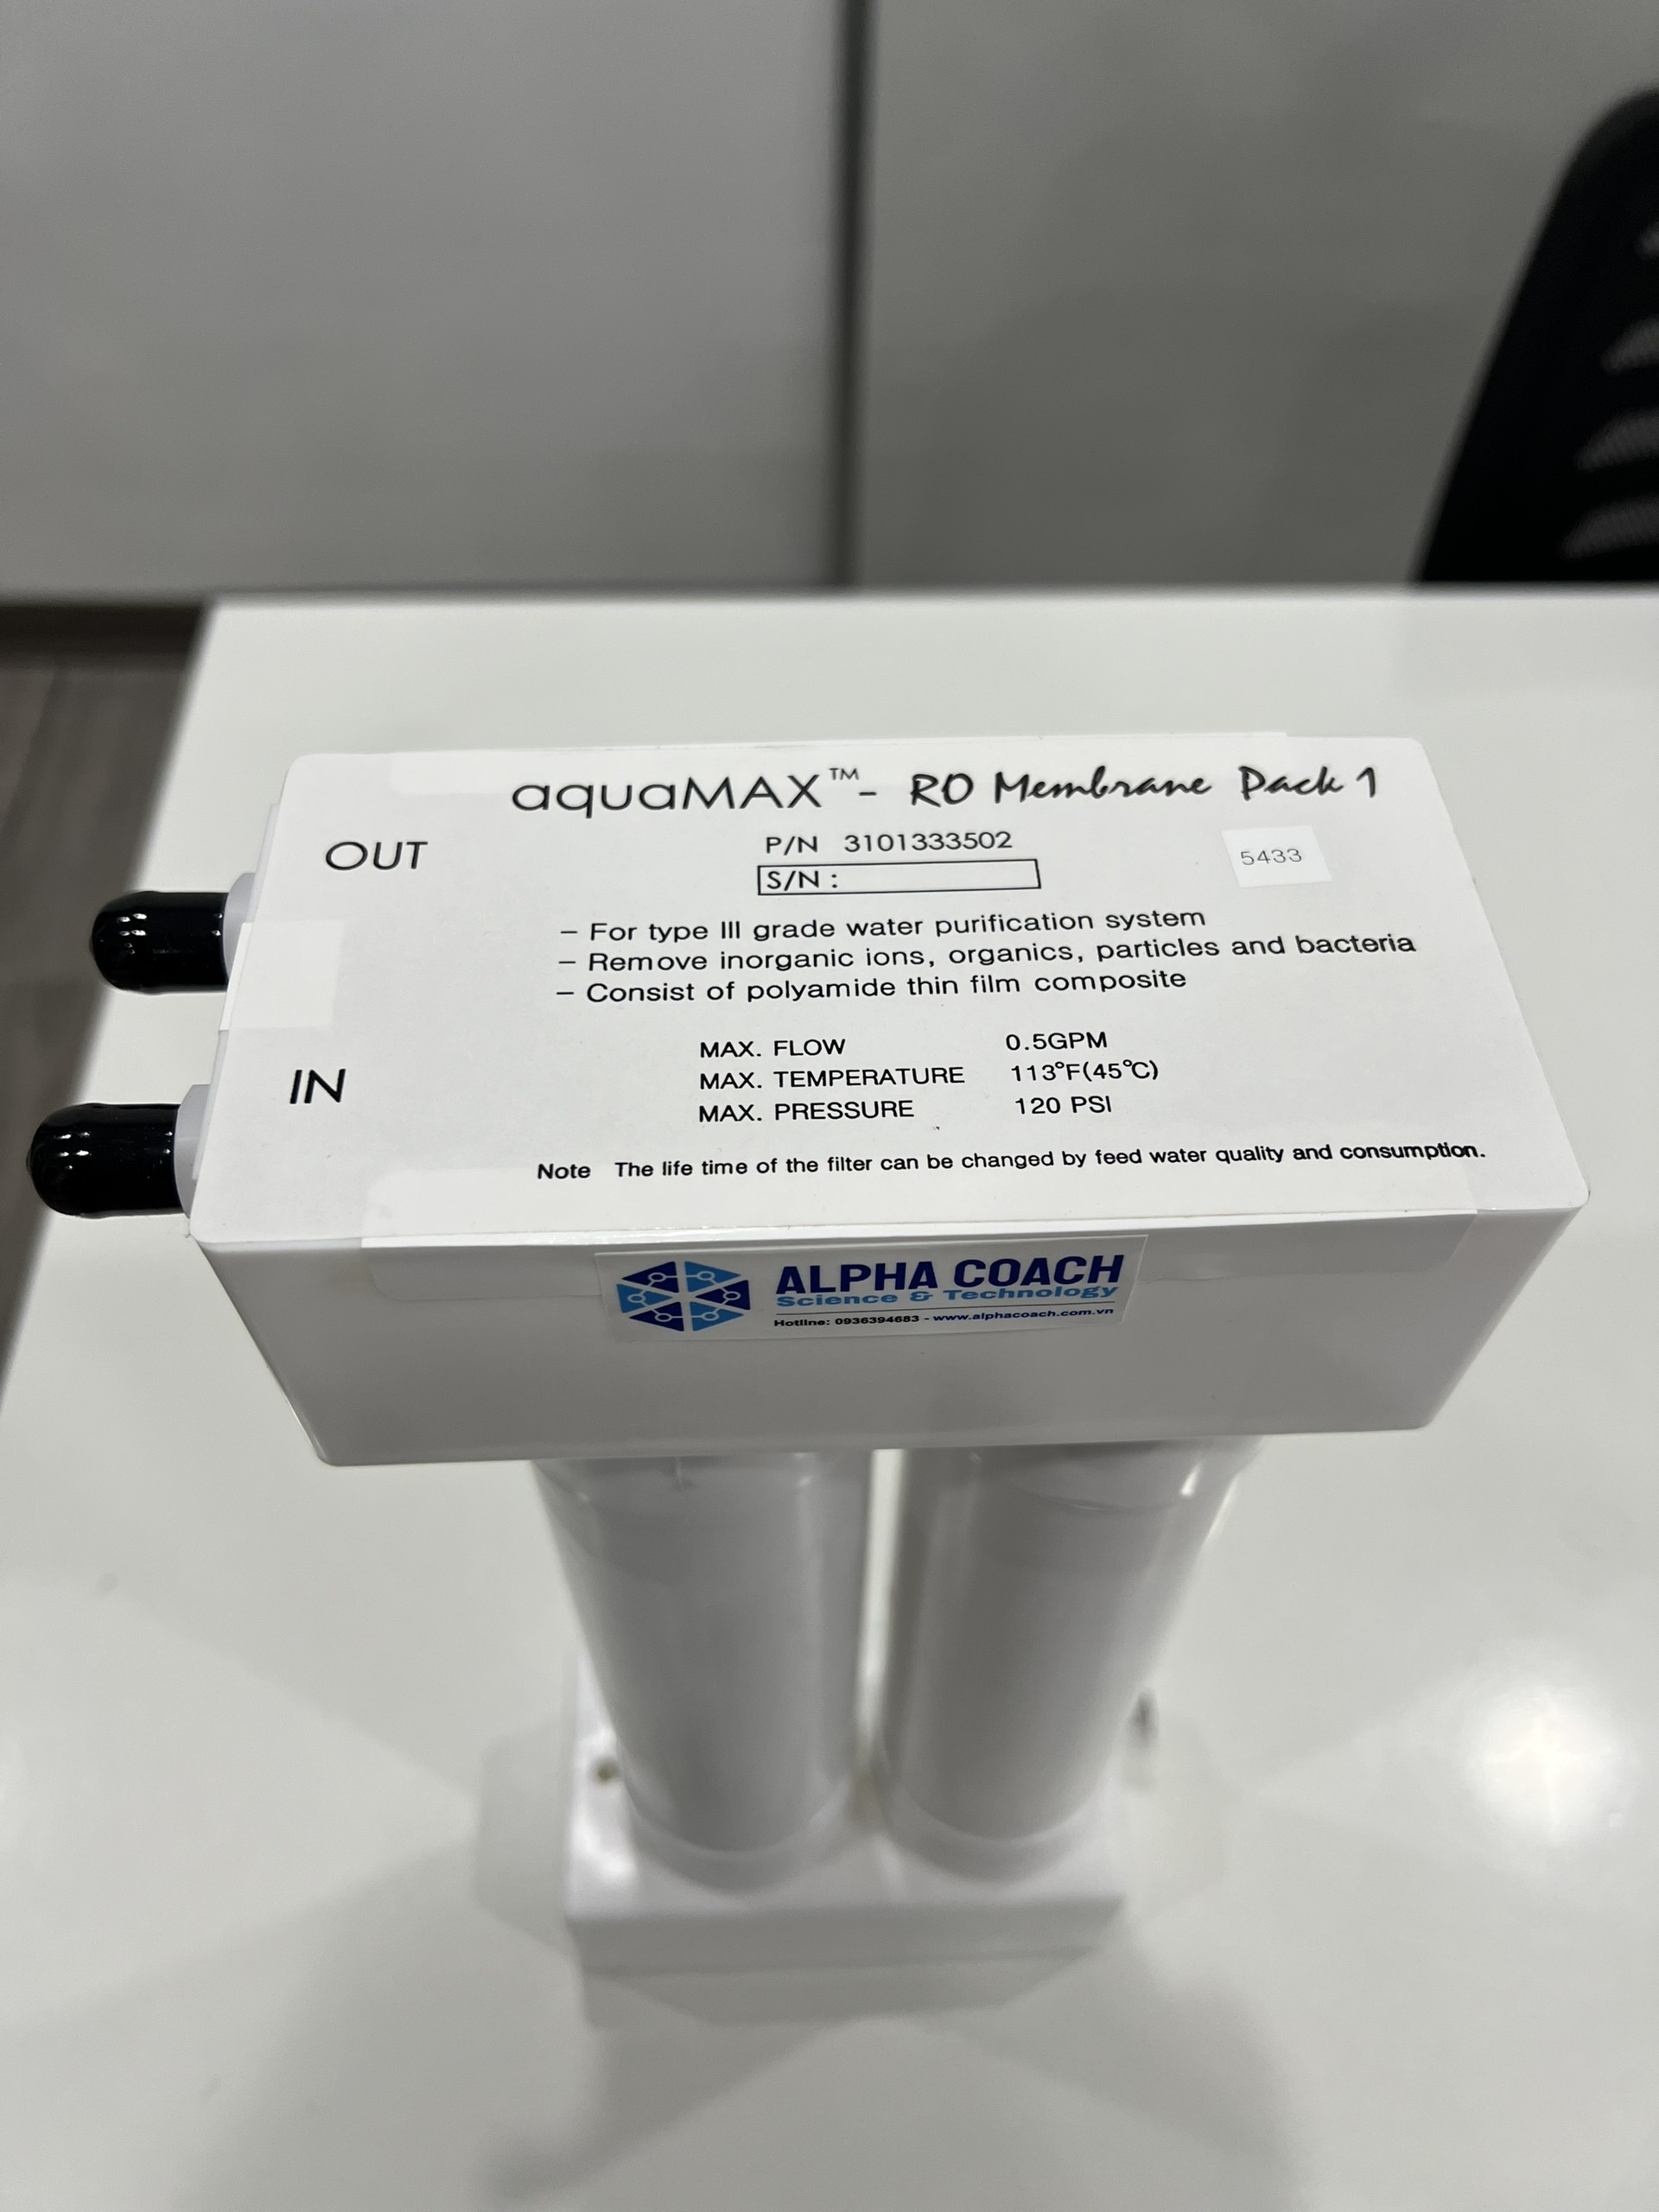 aquaMAX™- RO Membrane Pack 1
OUT
P/N 3101333502
S/N :
5433
– For type III grade water purification system
– Remove inorganic ions, organics, particles and bacteria
– Consist of polyamide thin film composite
IN
MAX. FLOW 0.5GPM
MAX. TEMPERATURE 113°F(45℃)
MAX. PRESSURE 120 PSI
Note The life time of the filter can be changed by feed water quality and consumption.
ALPHA COACH
Science & Technology
Hotline: 0936394683 - www.alphacoach.com.vn